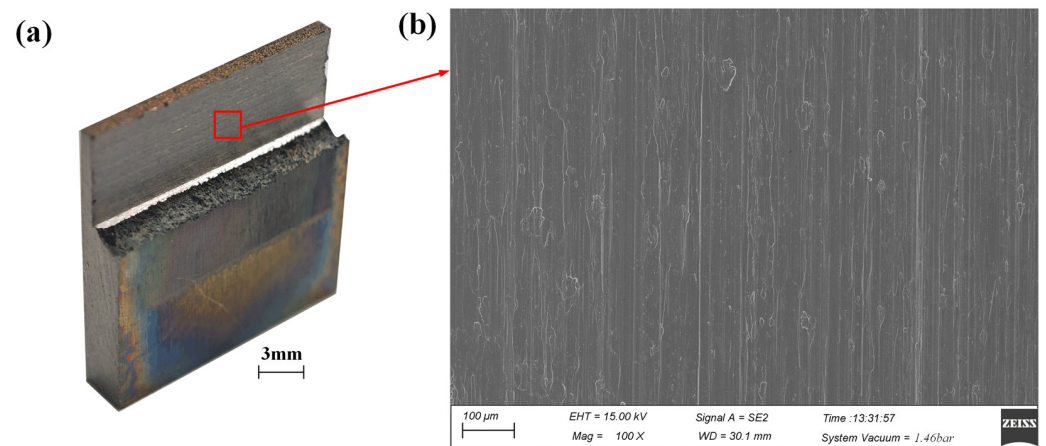 (a)
(b)
3mm
100 µm
EHT = 15.00 kV
Signal A = SE2
Time :13:31:57
Mag = 100 X
WD = 30.1 mm
System Vacuum = 1.46bar
ZEISS